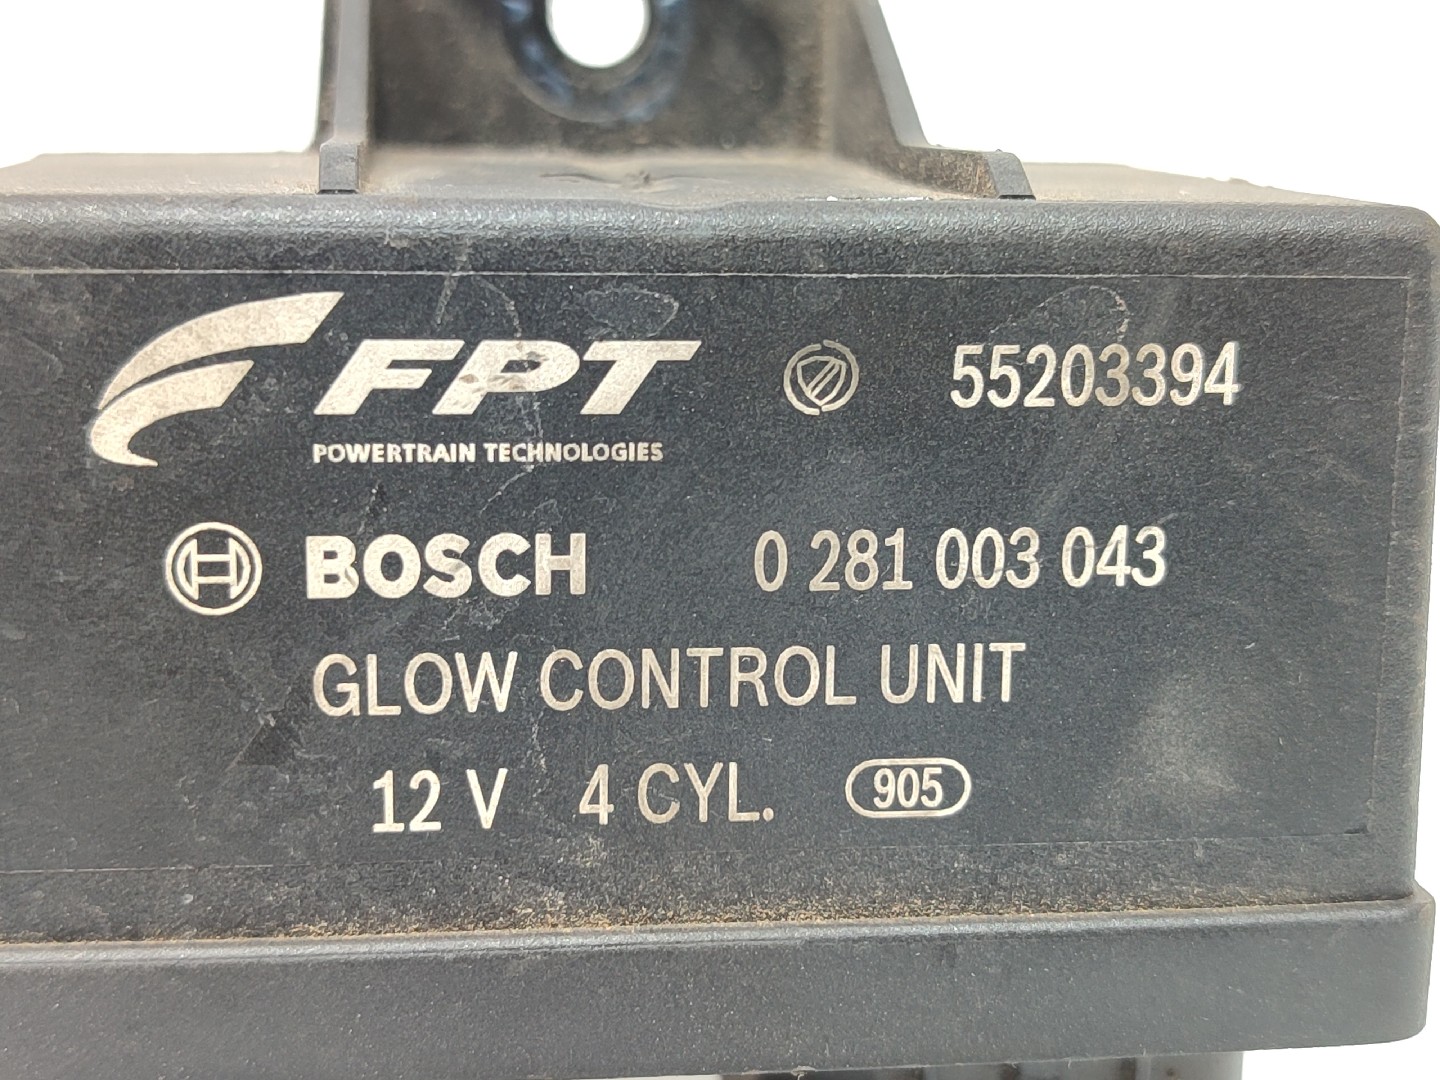 FPT 55203394
POWERTRAIN TECHNOLOGIES
BOSCH 0 281 003 043
GLOW CONTROL UNIT
12 V 4 CYL. 905